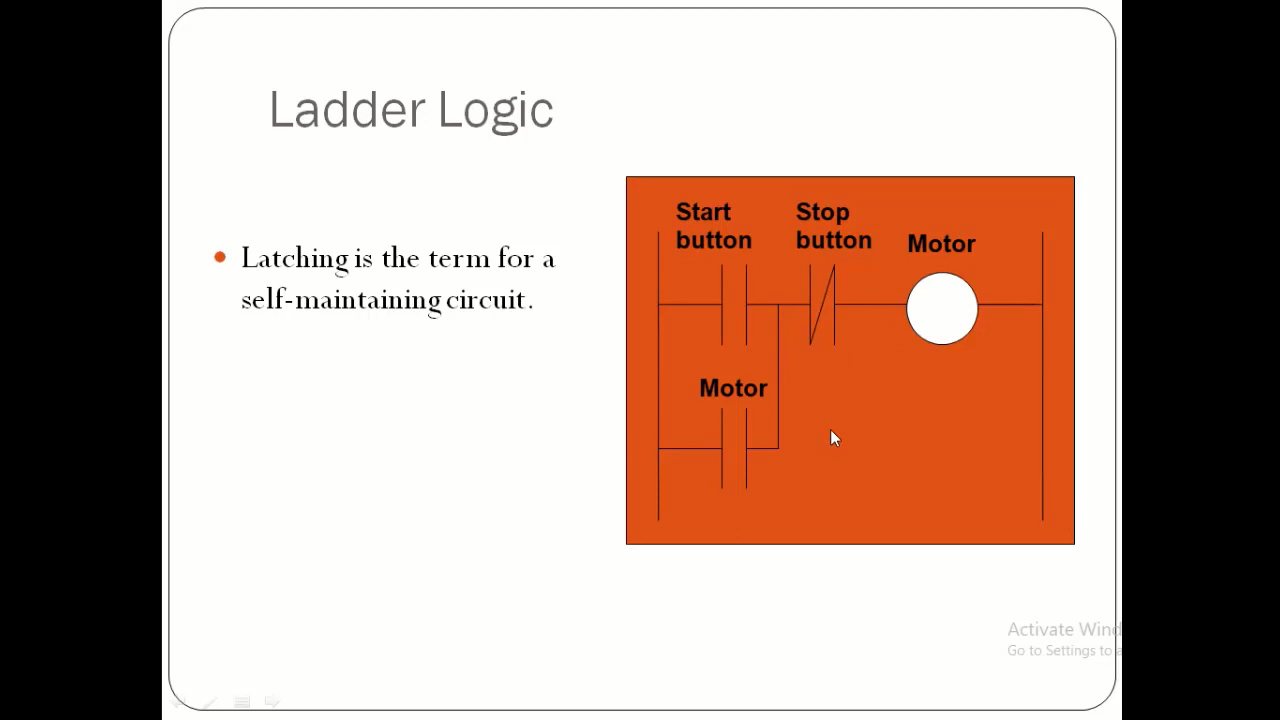 Ladder Logic
Latching is the term for a
self-maintaining circuit.
Start
button
Stop
button
Motor
Motor
Activate Wind
Go to Settings to a